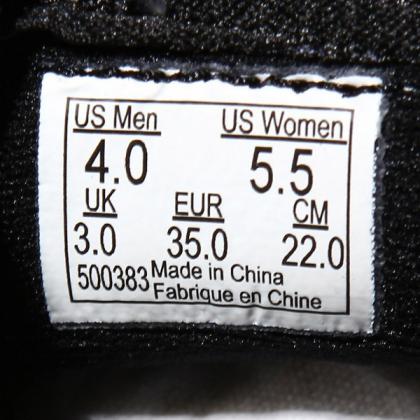 US Men US Women
4.0 5.5
UK EUR CM
3.0 35.0 22.0
500383 Made in China
Fabrique en Chine